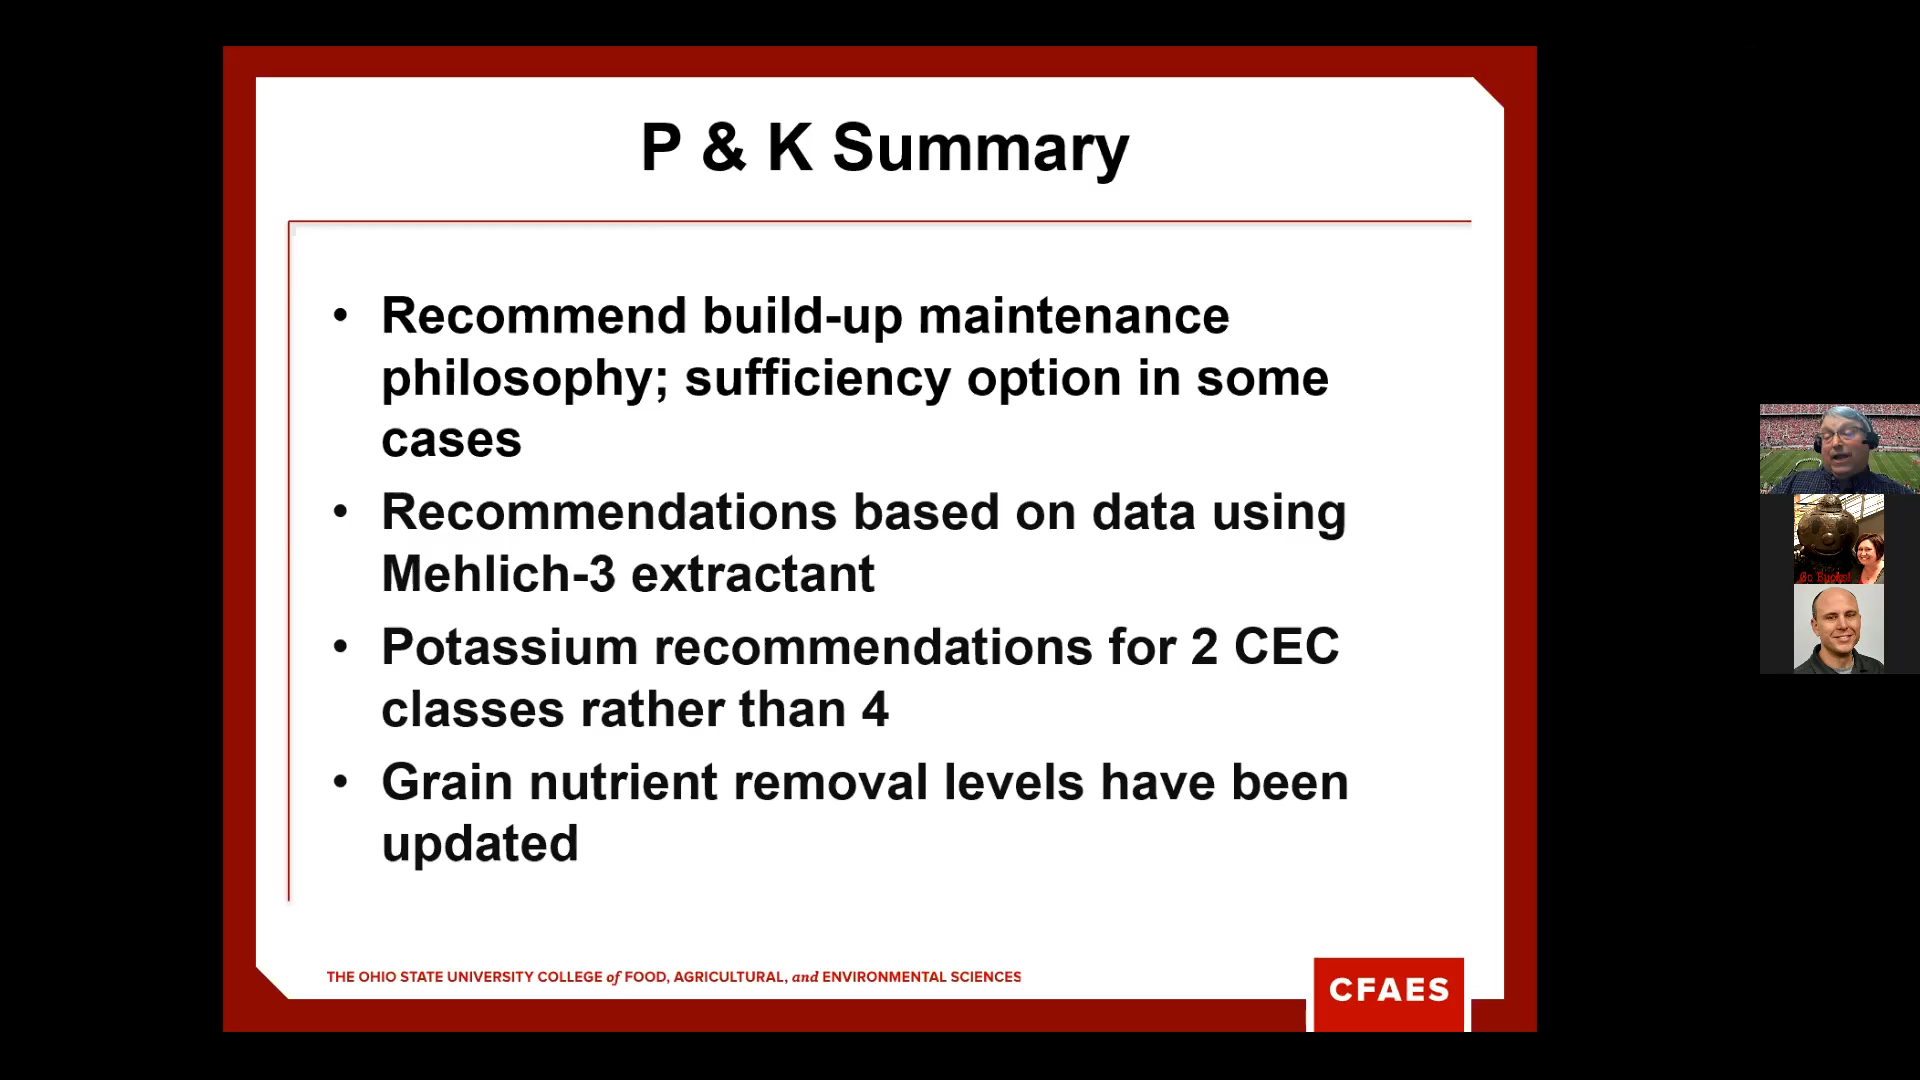 P & K Summary
• Recommend build-up maintenance
philosophy; sufficiency option in some
cases
• Recommendations based on data using
Mehlich-3 extractant
• Potassium recommendations for 2 CEC
classes rather than 4
• Grain nutrient removal levels have been
updated
THE OHIO STATE UNIVERSITY COLLEGE of FOOD, AGRICULTURAL, and ENVIRONMENTAL SCIENCES
CFAES
Go Bucks!